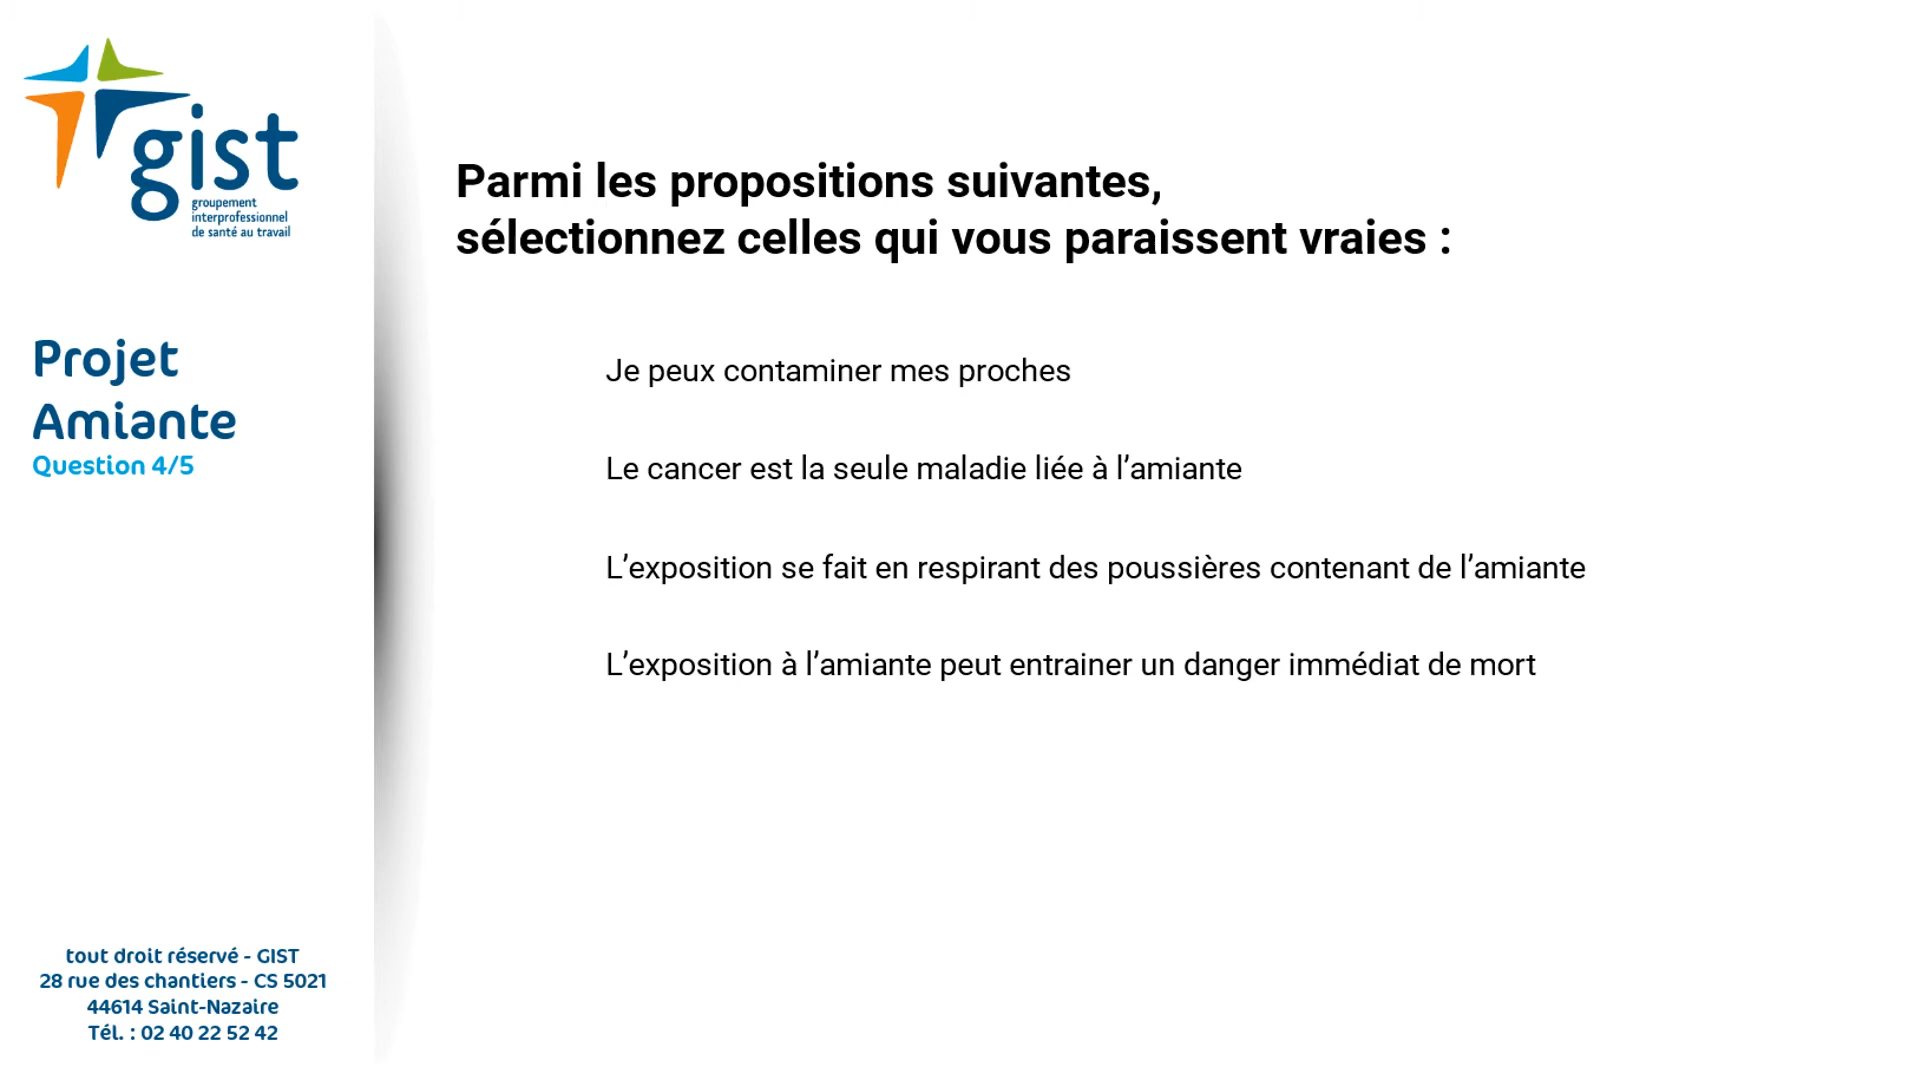 gist
groupement
interprofessionnel
de santé au travail
Projet
Amiante
Question 4/5
Parmi les propositions suivantes,
sélectionnez celles qui vous paraissent vraies :
Je peux contaminer mes proches
Le cancer est la seule maladie liée à l’amiante
L’exposition se fait en respirant des poussières contenant de l’amiante
L’exposition à l’amiante peut entrainer un danger immédiat de mort
tout droit réservé - GIST
28 rue des chantiers - CS 5021
44614 Saint-Nazaire
Tél. : 02 40 22 52 42